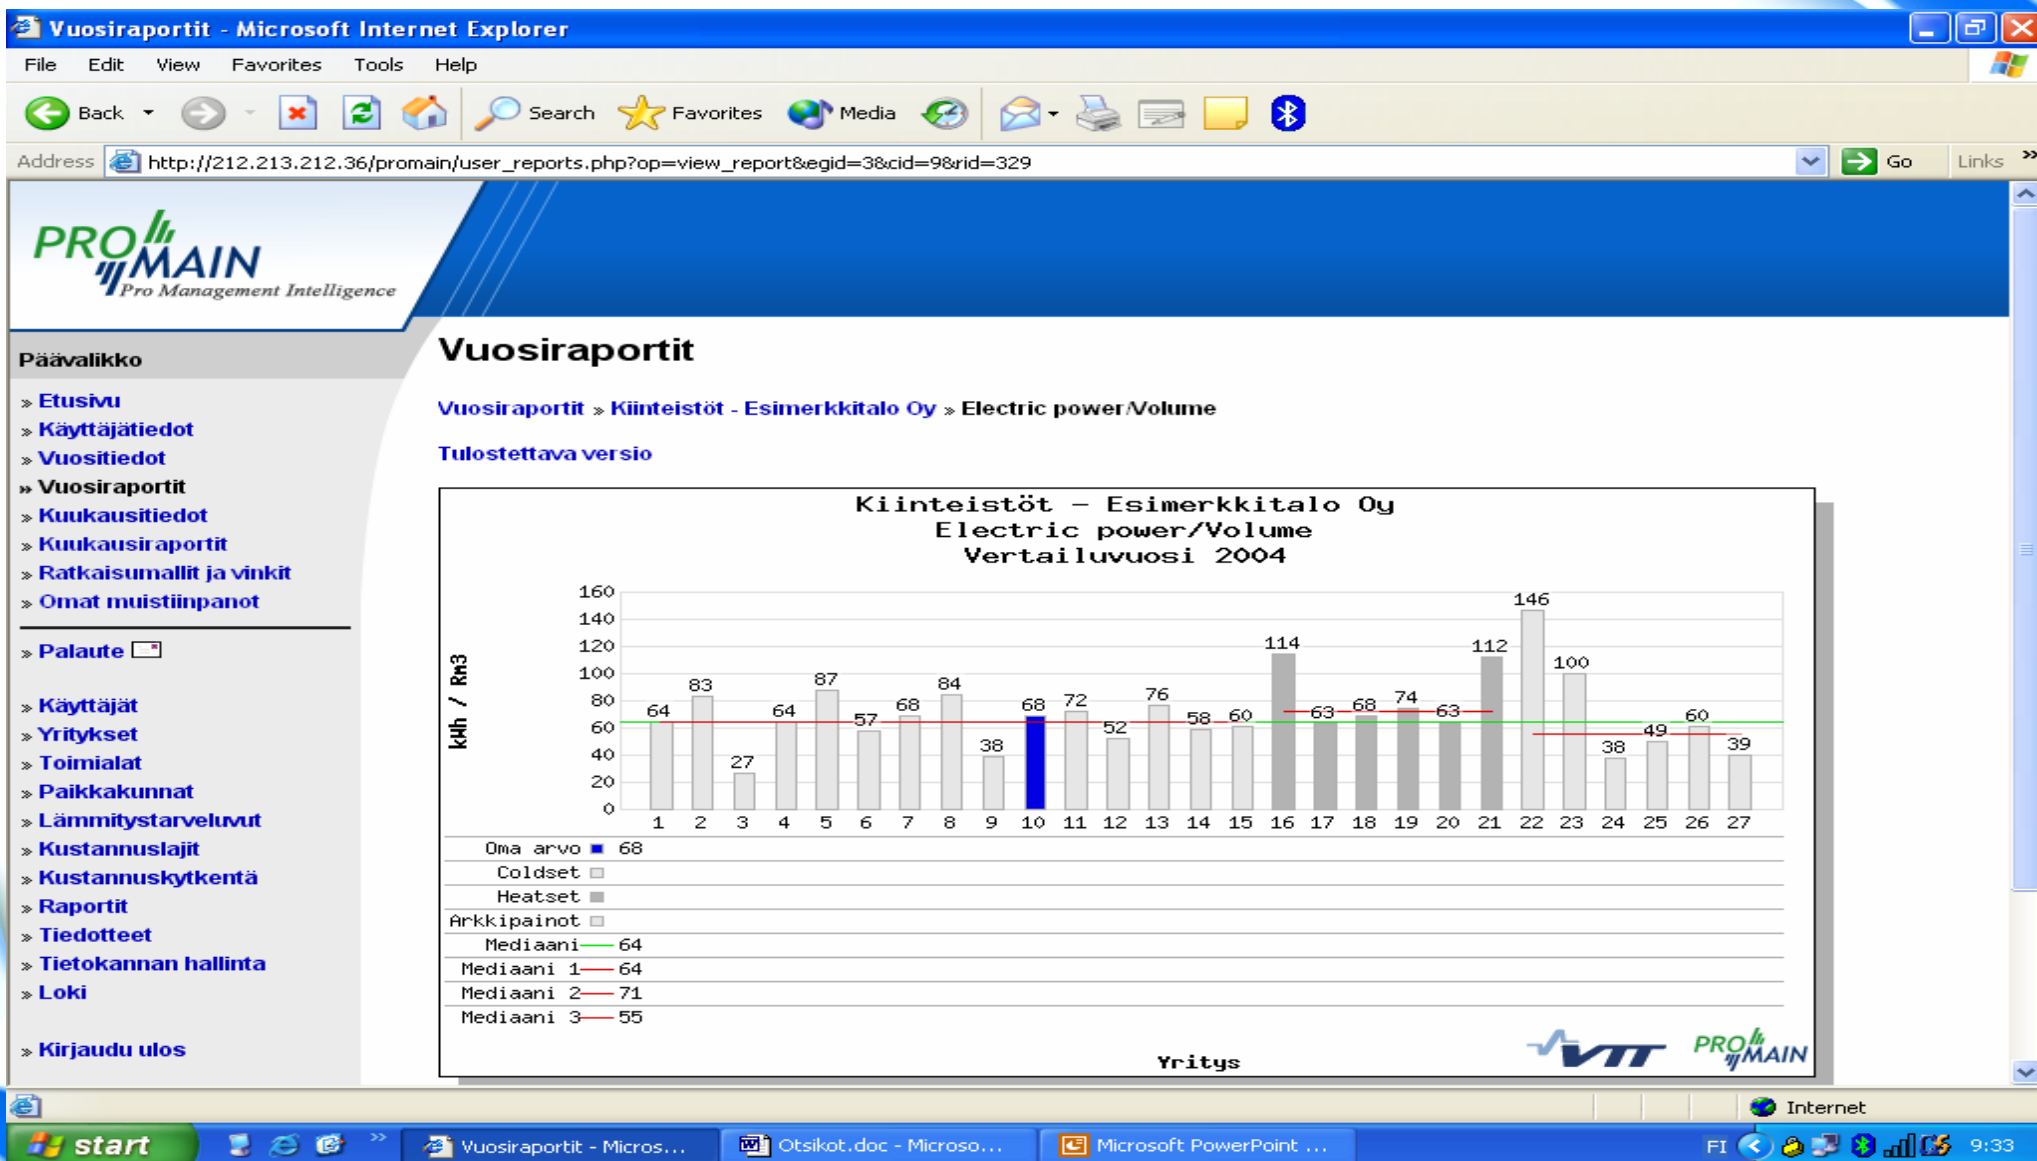 Vuosiraportit - Microsoft Internet Explorer
File Edit View Favorites Tools Help
Back Search Favorites Media
Address http://212.213.212.36/promain/user_reports.php?op=view_report&egid=3&cid=9&rid=329 Go Links »
PROMAIN
Pro Management Intelligence
Päävalikko
» Etusivu
» Käyttäjätiedot
» Vuositiedot
» Vuosiraportit
» Kuukausitiedot
» Kuukausiraportit
» Ratkaisumallit ja vinkit
» Omat muistiinpanot
» Palaute
» Käyttäjät
» Yritykset
» Toimialat
» Paikkakunnat
» Lämmitystarveluvut
» Kustannuslajit
» Kustannuskytkentä
» Raportit
» Tiedotteet
» Tietokannan hallinta
» Loki
» Kirjaudu ulos
Vuosiraportit
Vuosiraportit » Kiinteistöt - Esimerkkitalo Oy » Electric power/Volume
Tulostettava versio
Kiinteistöt - Esimerkkitalo Oy
Electric power/Volume
Vertailuvuosi 2004
kWh / Rm3
160
140
120
100
80
60
40
20
0
64 83 27 64 87 57 68 84 38 68 72 52 76 58 60 114 63 68 74 63 112 146 100 38 49 60 39
1 2 3 4 5 6 7 8 9 10 11 12 13 14 15 16 17 18 19 20 21 22 23 24 25 26 27
Oma arvo 68
Coldset
Heatset
Arkkipainot
Mediaani 64
Mediaani 1 64
Mediaani 2 71
Mediaani 3 55
Yritys
VTT PROMAIN
Internet
start » Vuosiraportit - Micros... Otsikot.doc - Microso... Microsoft PowerPoint ... FI 9:33